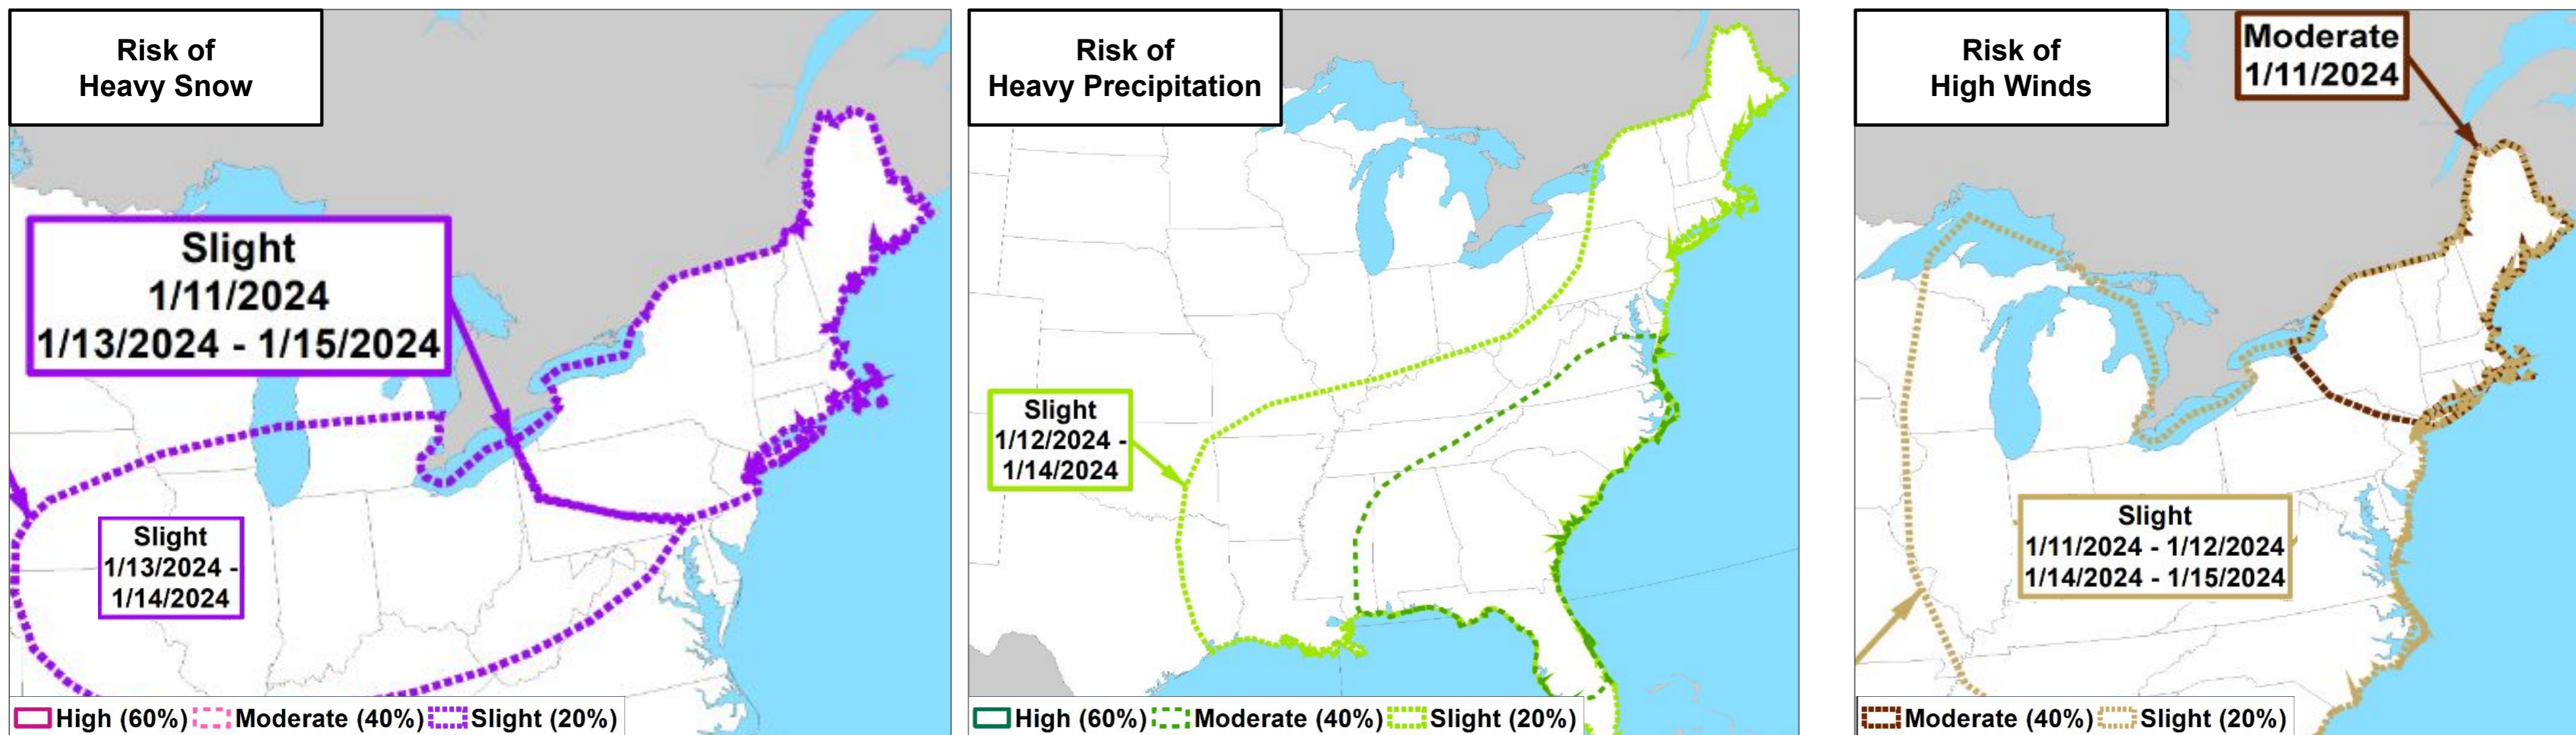 Risk of
Heavy Snow
Slight
1/11/2024
1/13/2024 - 1/15/2024
Slight
1/13/2024 -
1/14/2024
High (60%) Moderate (40%) Slight (20%)
Risk of
Heavy Precipitation
Slight
1/12/2024 -
1/14/2024
High (60%) Moderate (40%) Slight (20%)
Risk of
High Winds
Moderate
1/11/2024
Slight
1/11/2024 - 1/12/2024
1/14/2024 - 1/15/2024
Moderate (40%) Slight (20%)